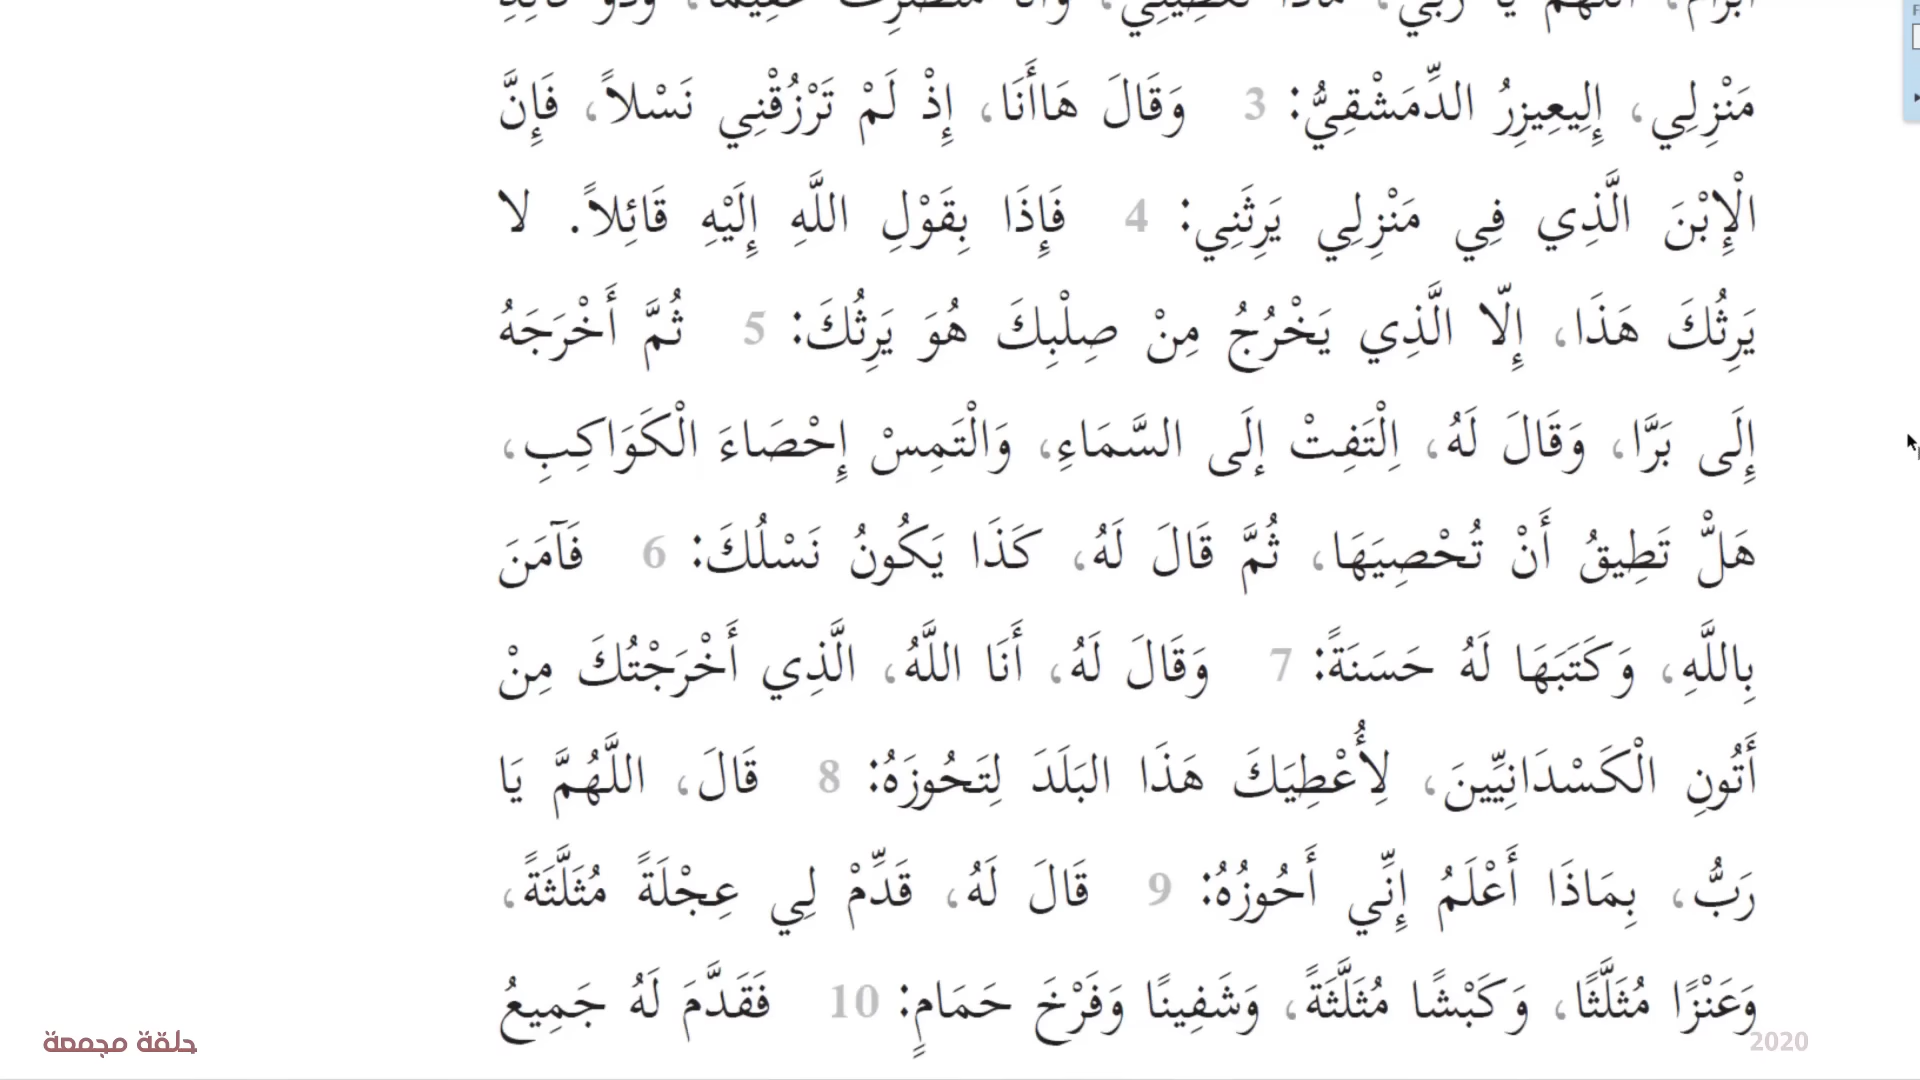 مَنْزِلِي، إِلِيعِيزِرُ الدِّمَشْقِيُّ: 3 وَقَالَ هَاأَنَا، إِذْ لَمْ تَرْزُقْنِي نَسْلاً، فَإِنَّ
الْإِبْنَ الَّذِي فِي مَنْزِلِي يَرِثَنِي: 4 فَإِذَا بِقَوْلِ اللَّهِ إِلَيْهِ قَائِلاً. لا
يَرِثُكَ هَذَا، إِلّا الَّذِي يَخْرُجُ مِنْ صِلْبِكَ هُوَ يَرِثُكَ: 5 ثُمَّ أَخْرَجَهُ
إِلَى بَرَّا، وَقَالَ لَهُ، اِلْتَفِتْ إلَى السَّمَاءِ، وَالْتَمِسْ إِحْصَاءَ الْكَوَاكِبِ،
هَلْ تَطِيقُ أَنْ تُحْصِيَهَا، ثُمَّ قَالَ لَهُ، كَذَا يَكُونُ نَسْلُكَ: 6 فَآمَنَ
بِاللَّهِ، وَكَتَبَهَا لَهُ حَسَنَةً: 7 وَقَالَ لَهُ، أَنَا اللَّهُ، الَّذِي أَخْرَجْتُكَ مِنْ
أَتُونِ الْكَسْدَانِيِّينَ، لِأُعْطِيَكَ هَذَا البَلَدَ لِتَحُوزَهُ: 8 قَالَ، اللَّهُمَّ يَا
رَبُّ، بِمَاذَا أَعْلَمُ إِنِّي أَحُوزُهُ: 9 قَالَ لَهُ، قَدِّمْ لِي عِجْلَةً مُثَلَّثَةً،
وَعَنْزًا مُثَلَّثًا، وَكَبْشًا مُثَلَّثَةً، وَشَفِينًا وَفَرْخَ حَمَامٍ: 10 فَقَدَّمَ لَهُ جَمِيعُ
حلقة مجمعة
2020